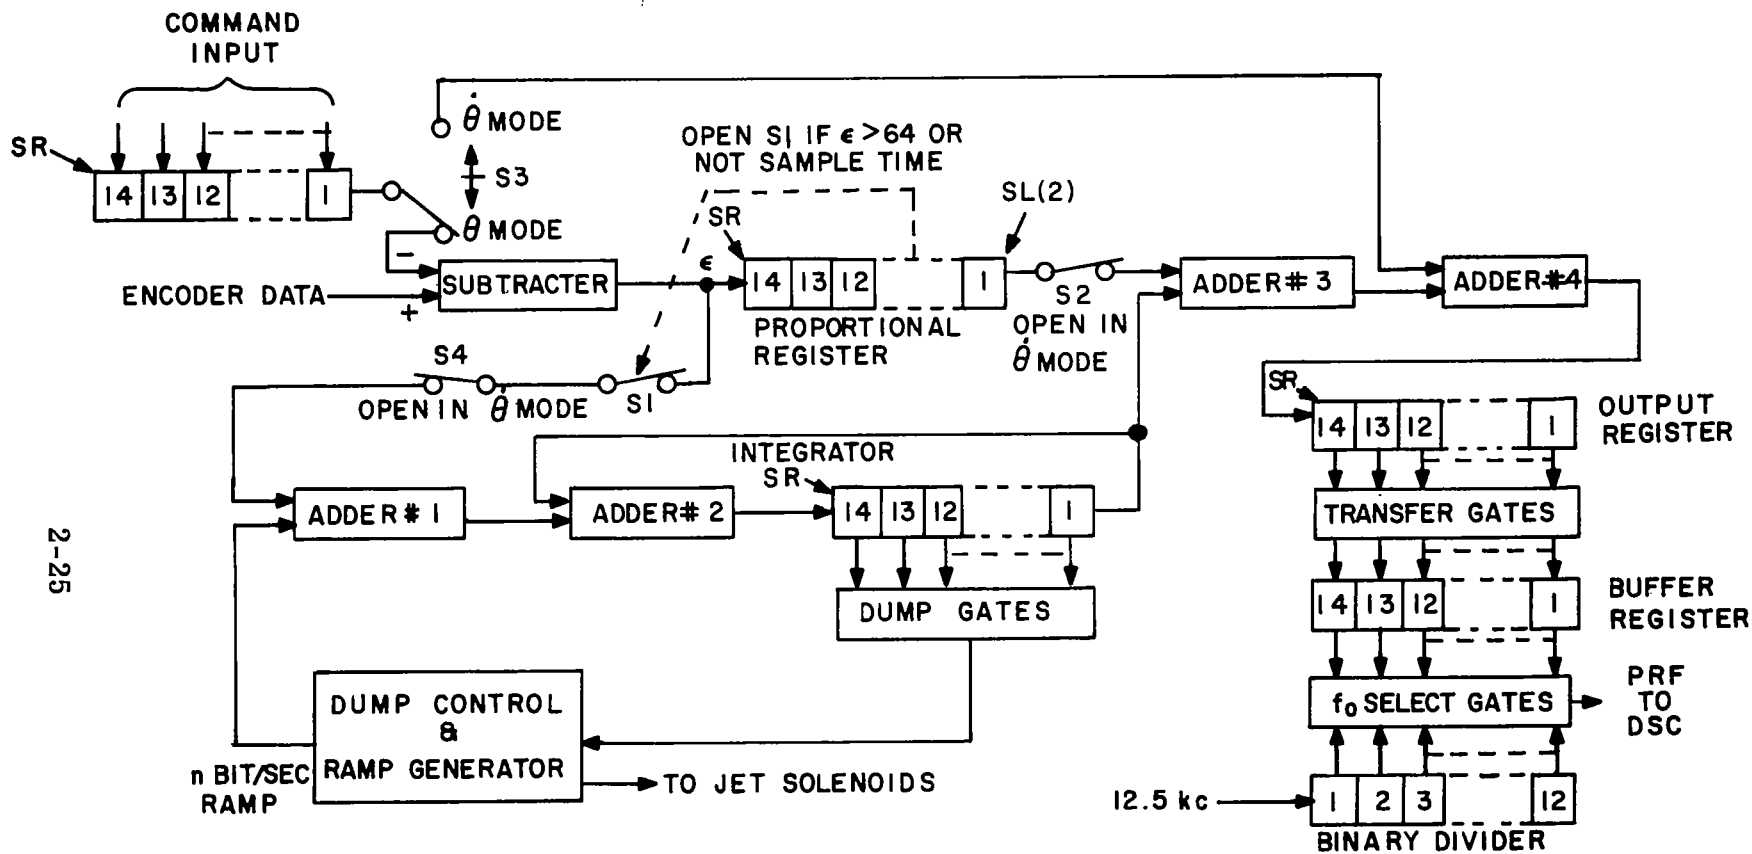 COMMAND
INPUT
SR
14 13 12 1
θ̇ MODE
S3
θ MODE
OPEN S1 IF ϵ >64 OR
NOT SAMPLE TIME
SR
SL(2)
−
ENCODER DATA
+
SUBTRACTER
ϵ
14 13 12 1
PROPORTIONAL
REGISTER
S2
OPEN IN
θ̇ MODE
ADDER# 3
ADDER#4
S4
OPEN IN θ̇ MODE
S1
SR
14 13 12 1
OUTPUT
REGISTER
INTEGRATOR
SR
ADDER# 1
ADDER# 2
14 13 12 1
TRANSFER GATES
2-25
DUMP GATES
14 13 12 1
BUFFER
REGISTER
DUMP CONTROL
&
RAMP GENERATOR
n BIT/SEC
RAMP
TO JET SOLENOIDS
fo SELECT GATES
PRF
TO
DSC
12.5 kc
1 2 3 12
BINARY DIVIDER